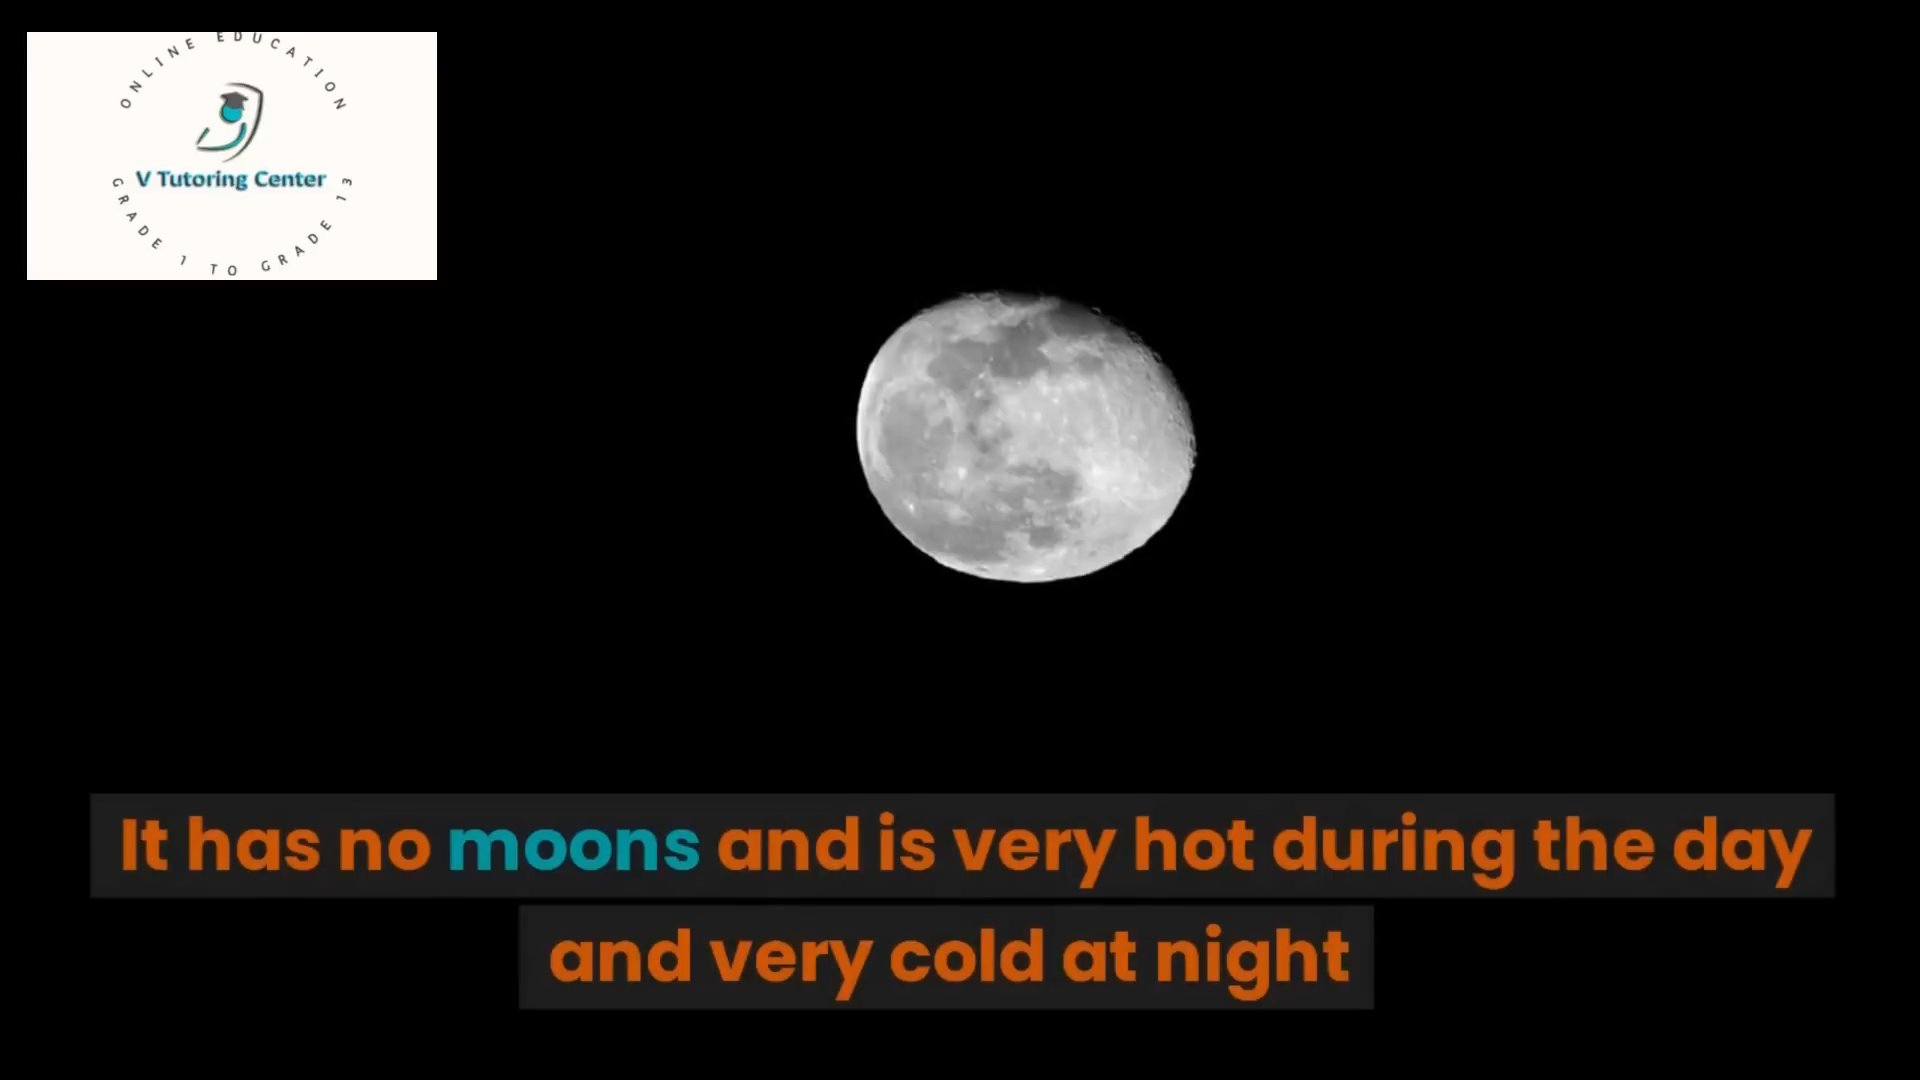 ONLINE EDUCATION
V Tutoring Center
GRADE 1 TO GRADE 13
It has no moons and is very hot during the day
and very cold at night